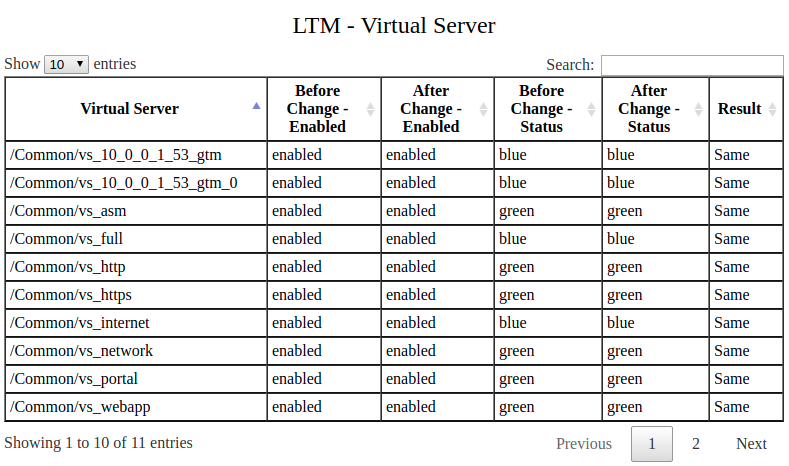 LTM - Virtual Server
Show 10 entries Search:
Virtual Server Before Change - Enabled After Change - Enabled Before Change - Status After Change - Status Result
/Common/vs_10_0_0_1_53_gtm enabled enabled blue blue Same
/Common/vs_10_0_0_1_53_gtm_0 enabled enabled blue blue Same
/Common/vs_asm enabled enabled green green Same
/Common/vs_full enabled enabled blue blue Same
/Common/vs_http enabled enabled green green Same
/Common/vs_https enabled enabled green green Same
/Common/vs_internet enabled enabled blue blue Same
/Common/vs_network enabled enabled green green Same
/Common/vs_portal enabled enabled green green Same
/Common/vs_webapp enabled enabled green green Same
Showing 1 to 10 of 11 entries Previous 1 2 Next